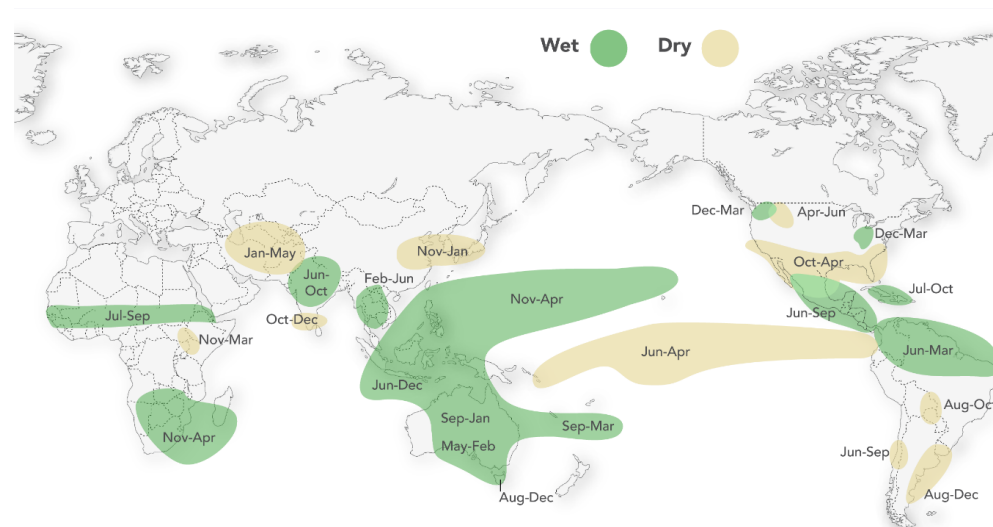 Wet Dry
Dec-Mar
Apr-Jun
Dec-Mar
Jan-May
Nov-Jan
Oct-Apr
Jun-
Oct
Feb-Jun
Nov-Apr
Jul-Oct
Jul-Sep
Oct-Dec
Jun-Sep
Nov-Mar
Jun-Apr
Jun-Mar
Jun-Dec
Aug-Oct
Sep-Jan
Sep-Mar
Nov-Apr
May-Feb
Jun-Sep
Aug-Dec
Aug-Dec